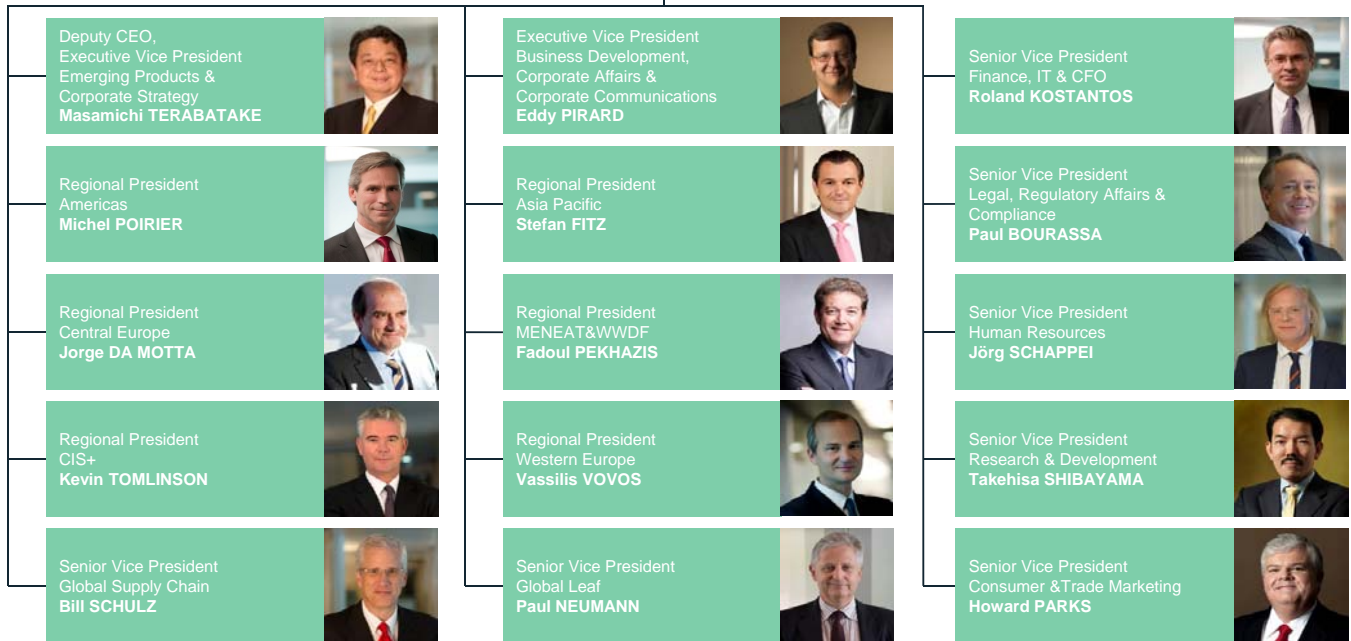 Deputy CEO,
Executive Vice President
Emerging Products &
Corporate Strategy
Masamichi TERABATAKE
Executive Vice President
Business Development,
Corporate Affairs &
Corporate Communications
Eddy PIRARD
Senior Vice President
Finance, IT & CFO
Roland KOSTANTOS
Regional President
Americas
Michel POIRIER
Regional President
Asia Pacific
Stefan FITZ
Senior Vice President
Legal, Regulatory Affairs &
Compliance
Paul BOURASSA
Regional President
Central Europe
Jorge DA MOTTA
Regional President
MENEAT&WWDF
Fadoul PEKHAZIS
Senior Vice President
Human Resources
Jörg SCHAPPEI
Regional President
CIS+
Kevin TOMLINSON
Regional President
Western Europe
Vassilis VOVOS
Senior Vice President
Research & Development
Takehisa SHIBAYAMA
Senior Vice President
Global Supply Chain
Bill SCHULZ
Senior Vice President
Global Leaf
Paul NEUMANN
Senior Vice President
Consumer &Trade Marketing
Howard PARKS